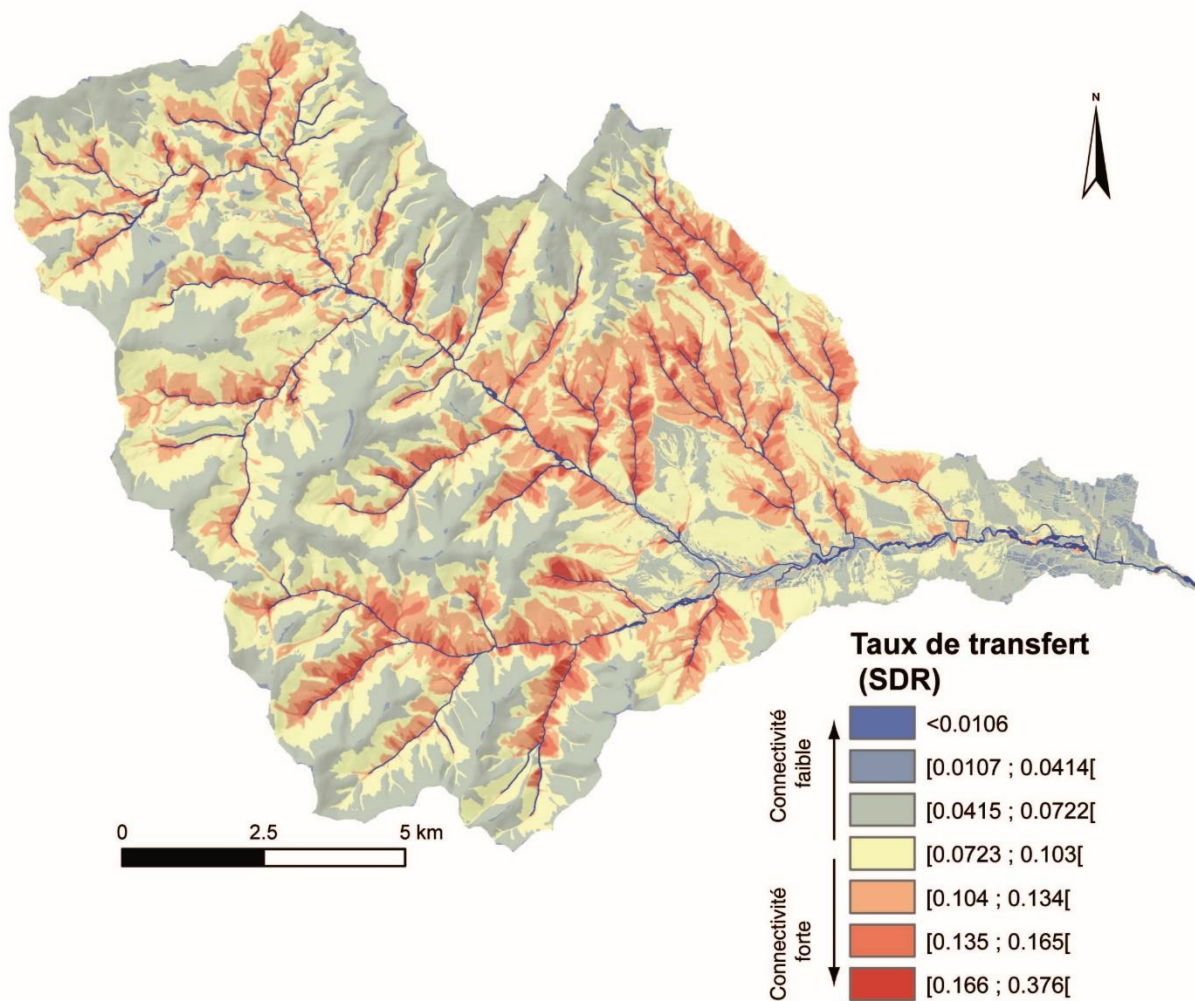 N
Taux de transfert
(SDR)
Connectivité
faible
<0.0106
[0.0107 ; 0.0414[
[0.0415 ; 0.0722[
[0.0723 ; 0.103[
Connectivité
forte
[0.104 ; 0.134[
[0.135 ; 0.165[
[0.166 ; 0.376[
0 2.5 5 km